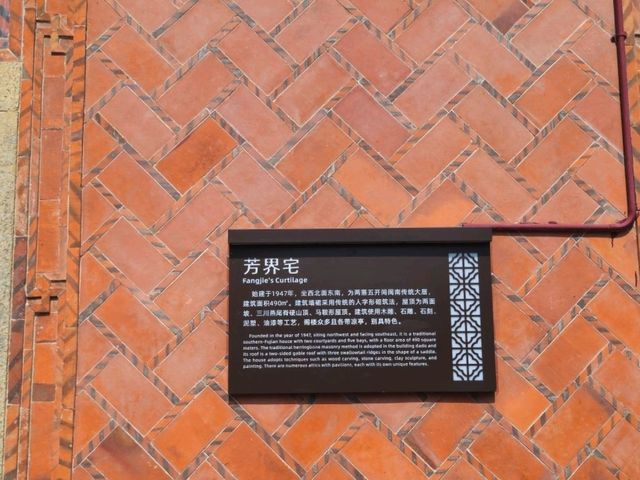 芳界宅
Fangjie's Curtilage
始建于1947年，坐西北面东南，为两落五开间闽南传统大厝，
建筑面积490㎡。建筑墙砌采用传统的人字形砌筑法，屋顶为两面
坡、三川燕尾脊硬山顶、马鞍形屋顶。建筑使用木雕、石雕、石刻、
泥塑、油漆等工艺，阁楼众多且各带凉亭，别具特色。
Founded in the year of 1947, siting northwest and facing southeast, it is a traditional
southern-Fujian house with two courtyards and five bays, with a floor area of 490 square
meters. The traditional herringbone masonry method is adopted in the building dado and
its roof is a two-sided gable roof with three swallowtail ridges in the shape of a saddle.
The house adopts techniques such as wood carving, stone carving, clay sculpture, and
painting. There are numerous attics with pavilions, each with its own unique features.